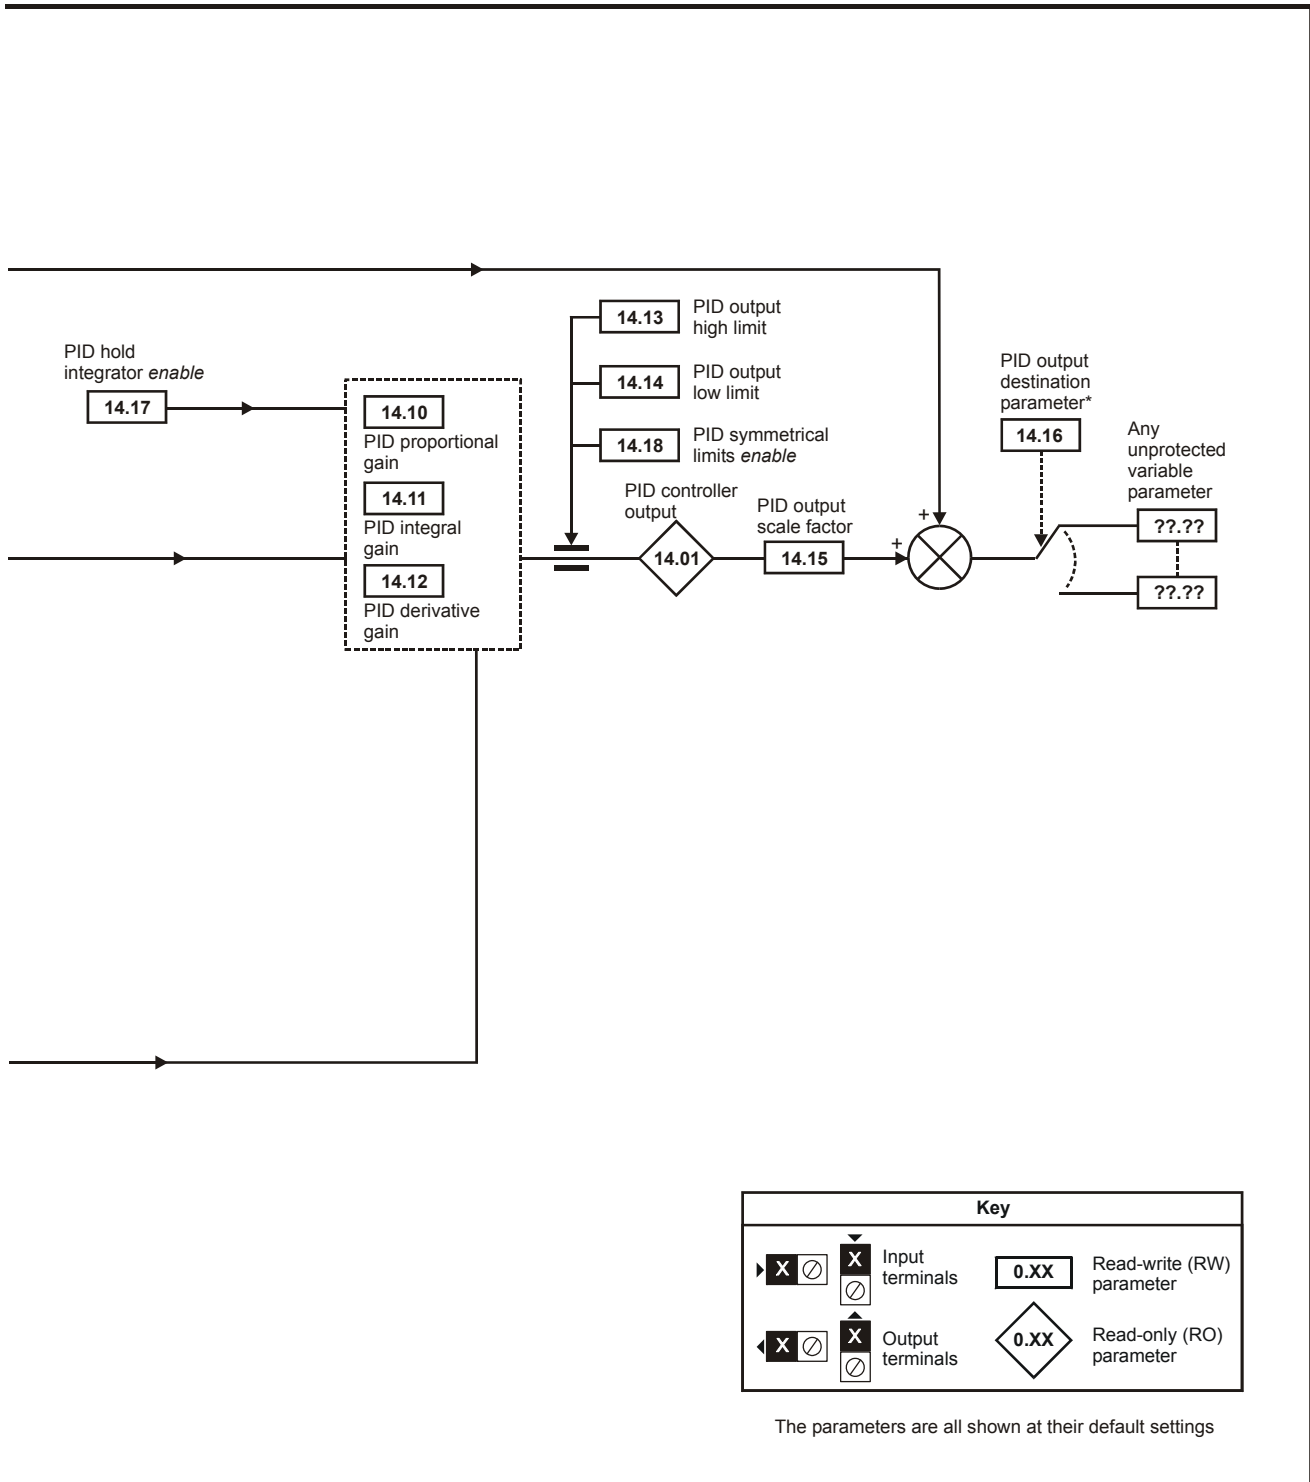 14.13
PID output
high limit
PID hold
integrator enable
14.17
14.14
PID output
low limit
14.10
PID proportional
gain
14.11
PID integral
gain
14.12
PID derivative
gain
14.18
PID symmetrical
limits enable
PID controller
output
14.01
PID output
scale factor
14.15
+
+
PID output
destination
parameter*
14.16
Any
unprotected
variable
parameter
??.??
??.??
Key
X
X
Input
terminals
0.XX
Read-write (RW)
parameter
X
X
Output
terminals
0.XX
Read-only (RO)
parameter
The parameters are all shown at their default settings